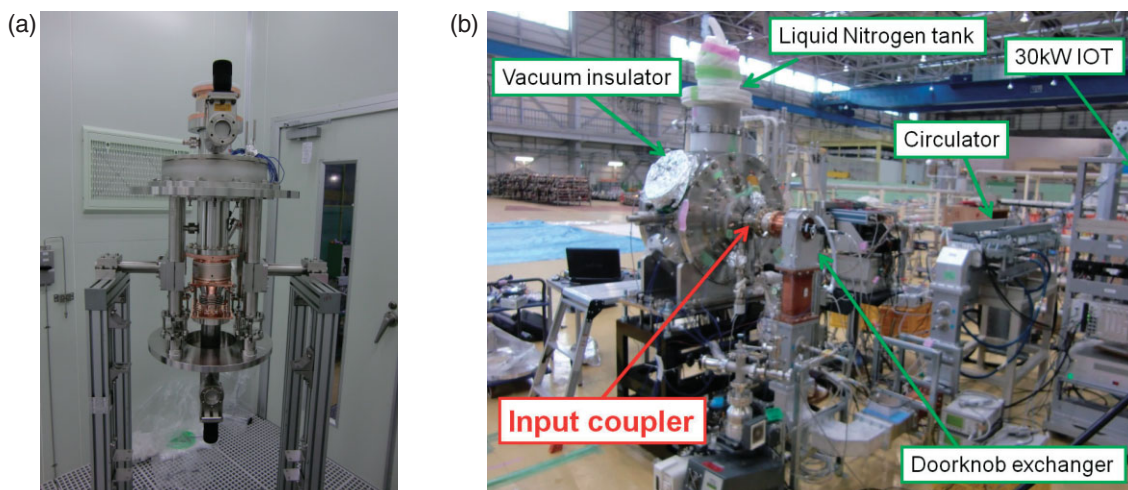 (a)
(b)
Liquid Nitrogen tank
30kW IOT
Vacuum insulator
Circulator
Input coupler
Doorknob exchanger